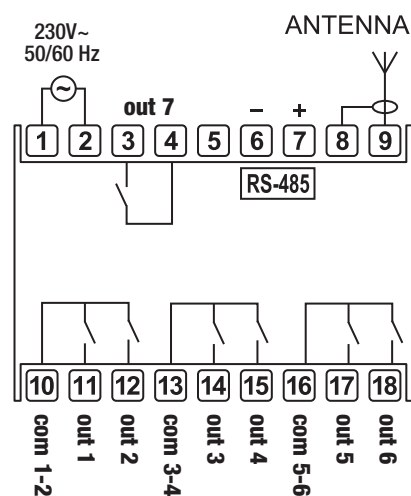 230V~
50/60 Hz
ANTENNA
~
out 7
– +
1 2 3 4 5 6 7 8 9
RS-485
10 11 12 13 14 15 16 17 18
com 1-2
out 1
out 2
com 3-4
out 3
out 4
com 5-6
out 5
out 6